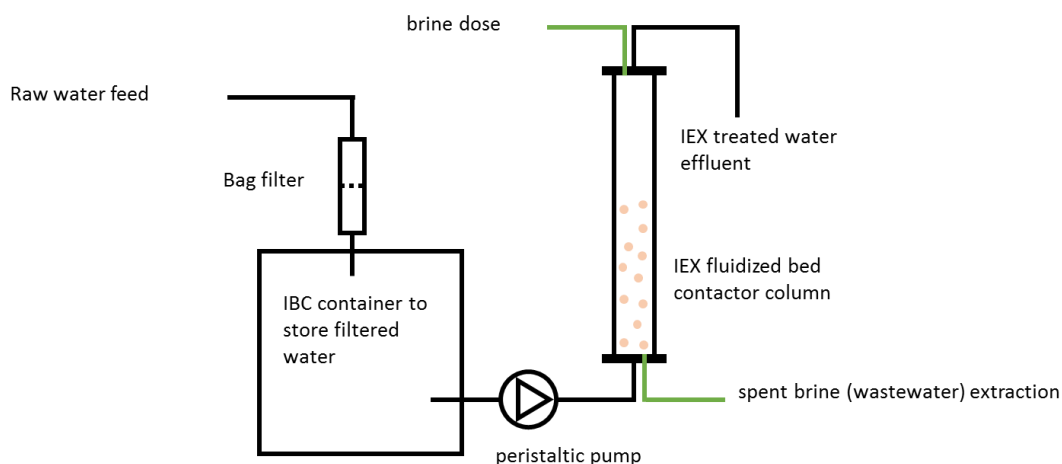 brine dose
Raw water feed
Bag filter
IEX treated water
effluent
IEX fluidized bed
contactor column
IBC container to
store filtered
water
spent brine (wastewater) extraction
peristaltic pump